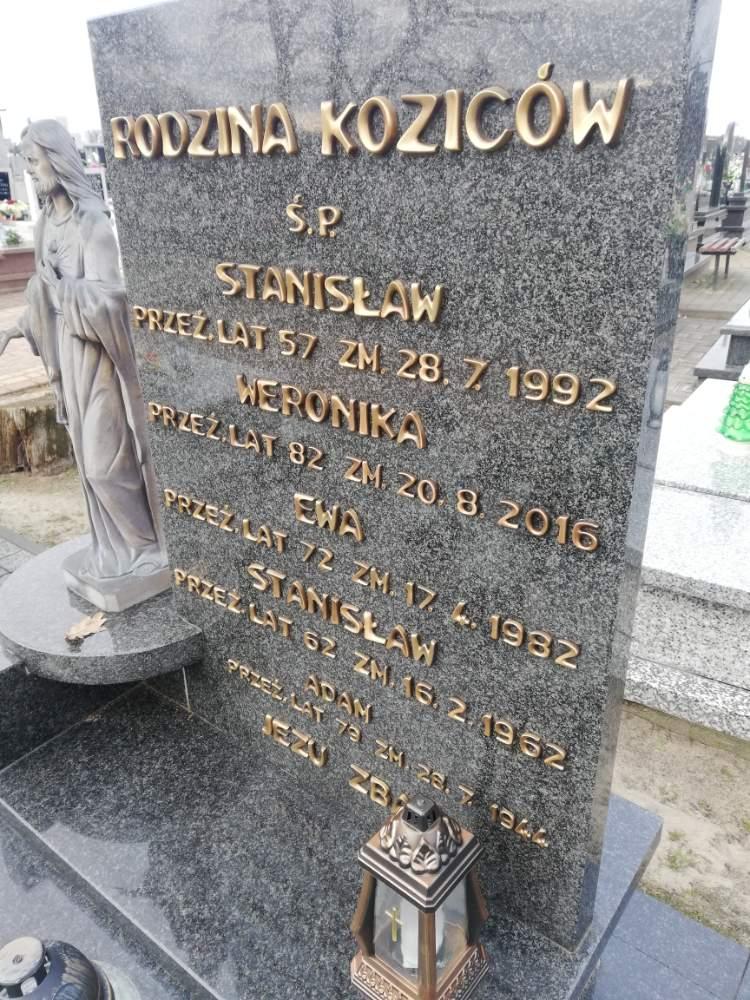 RODZINA KOZICÓW
Ś.P.
STANISŁAW
PRZEŻ. LAT 57 ZM. 28.7.1992
WERONIKA
PRZEŻ. LAT 82 ZM. 20.8.2016
EWA
PRZEŻ. LAT 72 ZM. 17.4.1982
STANISŁAW
PRZEŻ. LAT 62 ZM. 16.2.1962
ADAM
PRZEŻ. LAT 79 ZM. 28.7.1944
JEZU